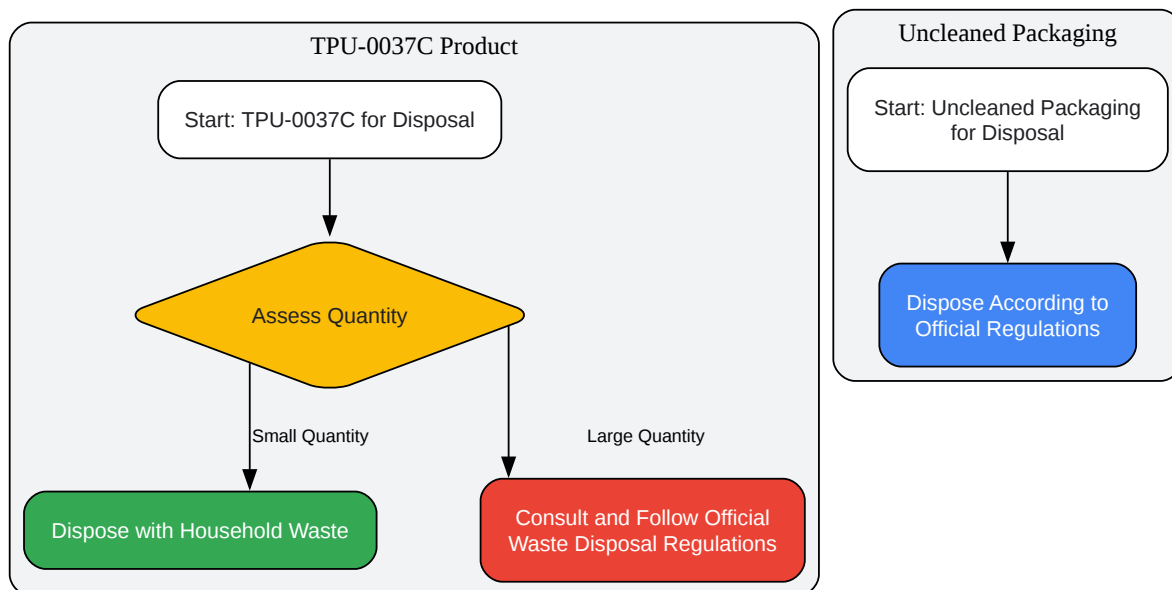 TPU-0037C Product
Start: TPU-0037C for Disposal
Assess Quantity
Small Quantity
Large Quantity
Dispose with Household Waste
Consult and Follow Official
Waste Disposal Regulations
Uncleaned Packaging
Start: Uncleaned Packaging
for Disposal
Dispose According to
Official Regulations